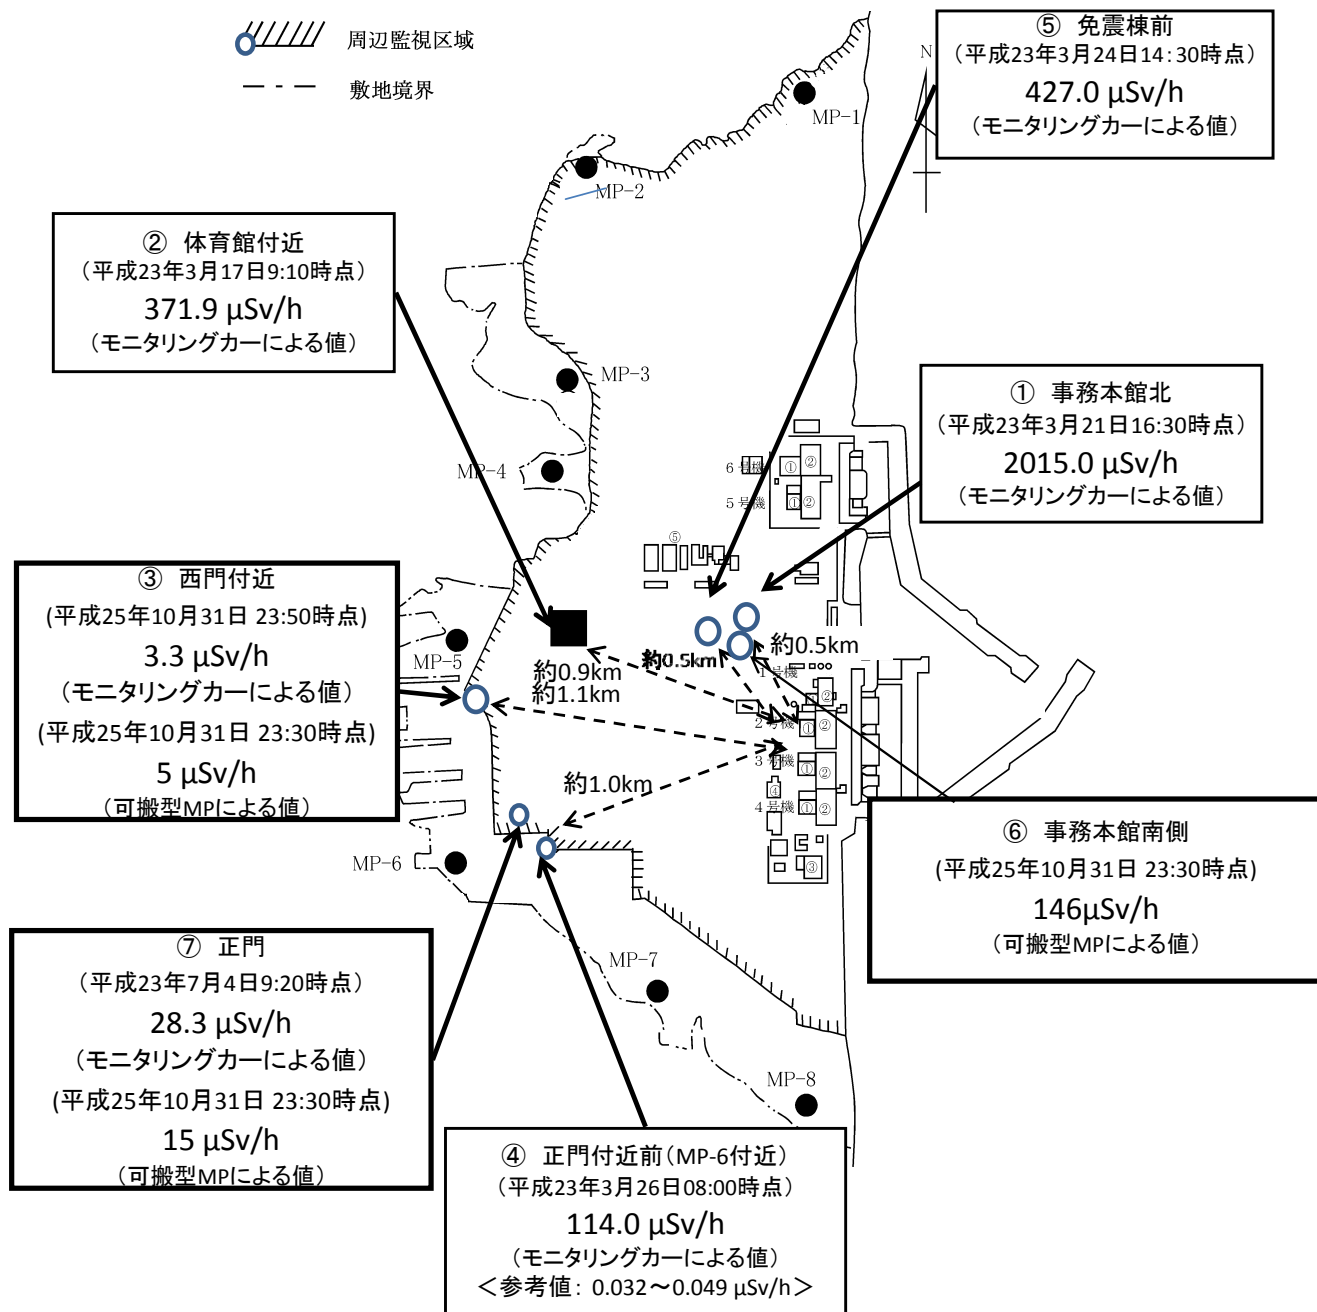 周辺監視区域
敷地境界
⑤ 免震棟前
(平成23年3月24日14:30時点)
427.0 μSv/h
(モニタリングカーによる値)
N
MP-1
MP-2
② 体育館付近
(平成23年3月17日9:10時点)
371.9 μSv/h
(モニタリングカーによる値)
MP-3
① 事務本館北
(平成23年3月21日16:30時点)
2015.0 μSv/h
(モニタリングカーによる値)
MP-4
6号機
① ②
5号機
① ②
⑤
③ 西門付近
(平成25年10月31日 23:50時点)
3.3 μSv/h
(モニタリングカーによる値)
(平成25年10月31日 23:30時点)
5 μSv/h
(可搬型MPによる値)
MP-5
約0.9km
約1.1km
約0.5km
約0.5km
1号機
②
2号機
① ②
3号機
① ②
約1.0km
④
4号機
① ②
③
MP-6
⑥ 事務本館南側
(平成25年10月31日 23:30時点)
146μSv/h
(可搬型MPによる値)
⑦ 正門
(平成23年7月4日9:20時点)
28.3 μSv/h
(モニタリングカーによる値)
(平成25年10月31日 23:30時点)
15 μSv/h
(可搬型MPによる値)
MP-7
MP-8
④ 正門付近前(MP-6付近)
(平成23年3月26日08:00時点)
114.0 μSv/h
(モニタリングカーによる値)
<参考値: 0.032～0.049 μSv/h>